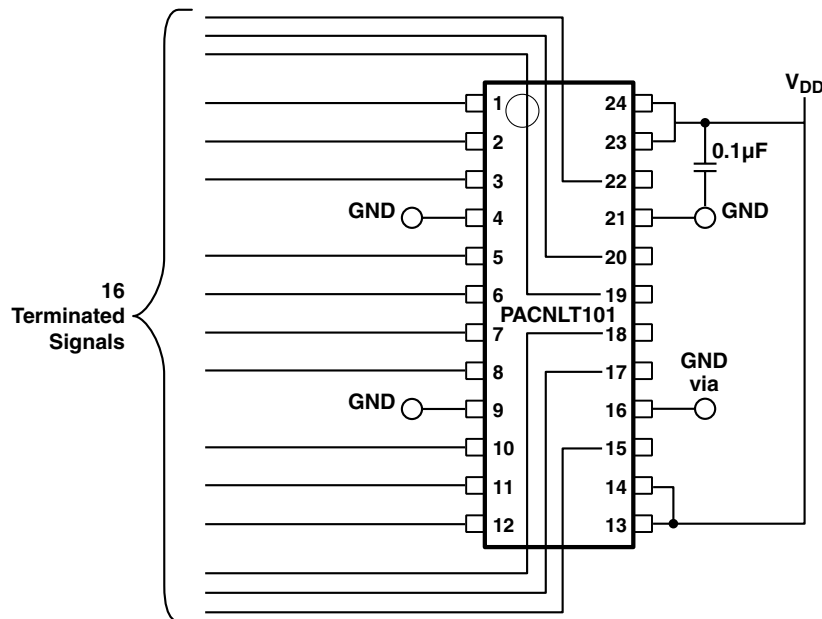 V_DD
1 24
2 23
0.1µF
3 22
GND 4 21 GND
5 20
16
Terminated
Signals
6 19
PACNLT101
7 18
8 17
GND
via
GND 9 16
10 15
11 14
12 13